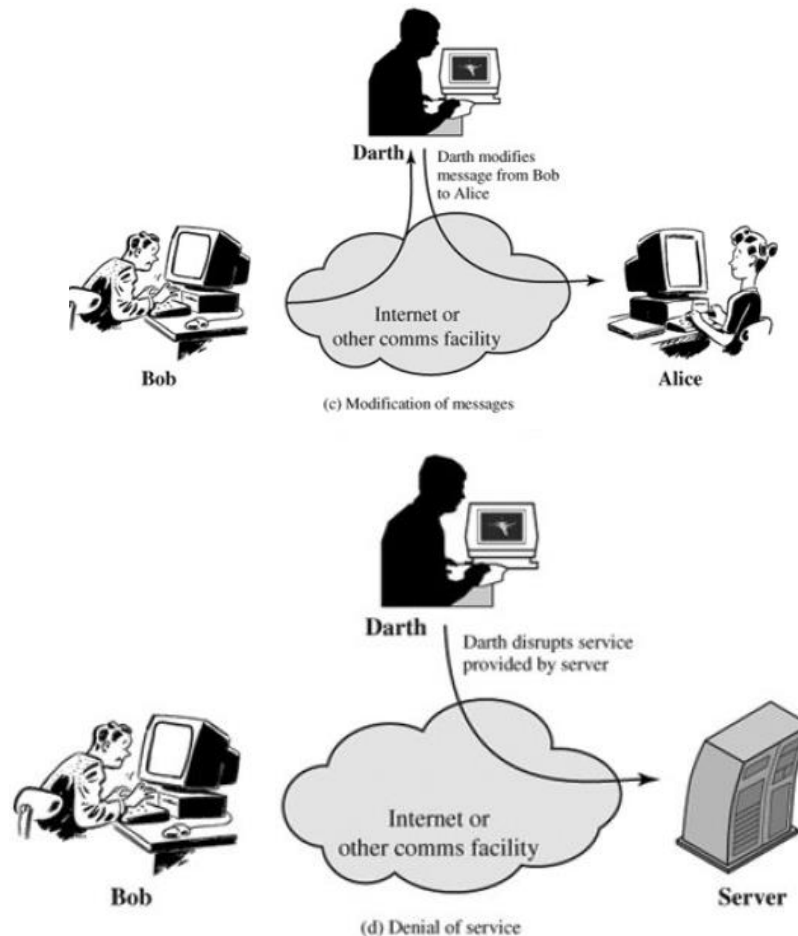 Darth
Darth modifies
message from Bob
to Alice
Internet or
other comms facility
Bob
Alice
(c) Modification of messages
Darth
Darth disrupts service
provided by server
Internet or
other comms facility
Bob
Server
(d) Denial of service